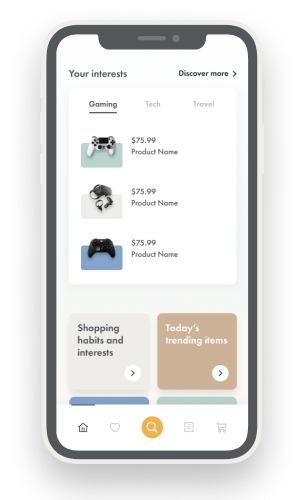 Your interests
Discover more
Gaming
Tech
Travel
$75.99
Product Name
$75.99
Product Name
$75.99
Product Name
Shopping
habits and
interests
Today's
trending items